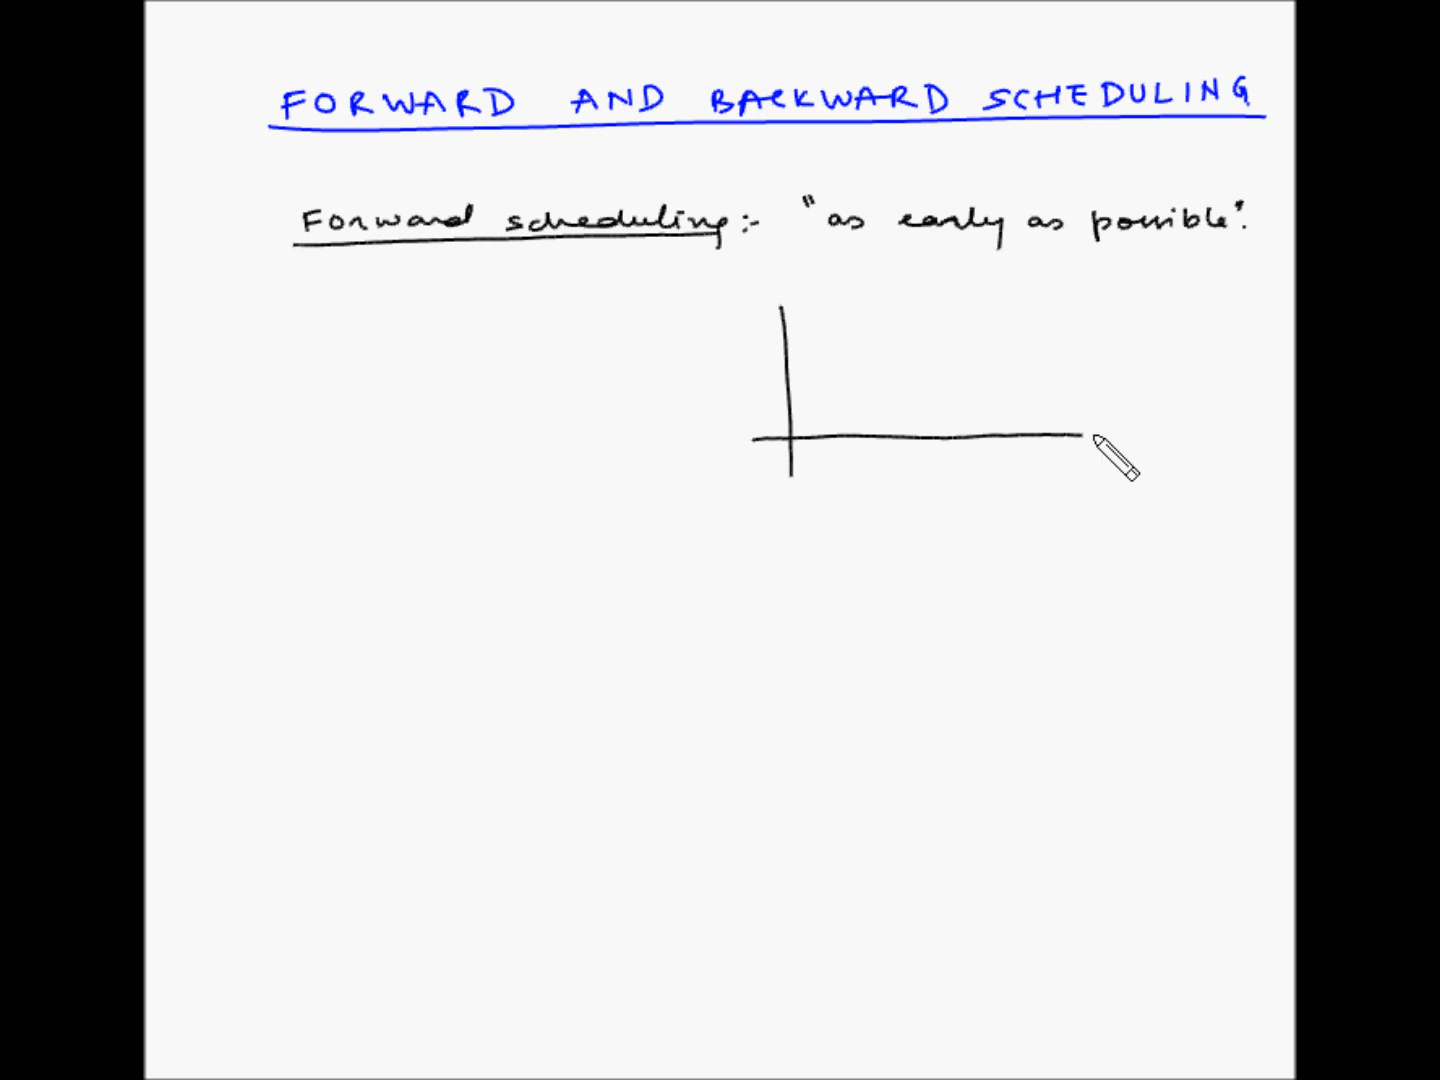 FORWARD AND BACKWARD SCHEDULING
Forward scheduling:- "as early as possible".